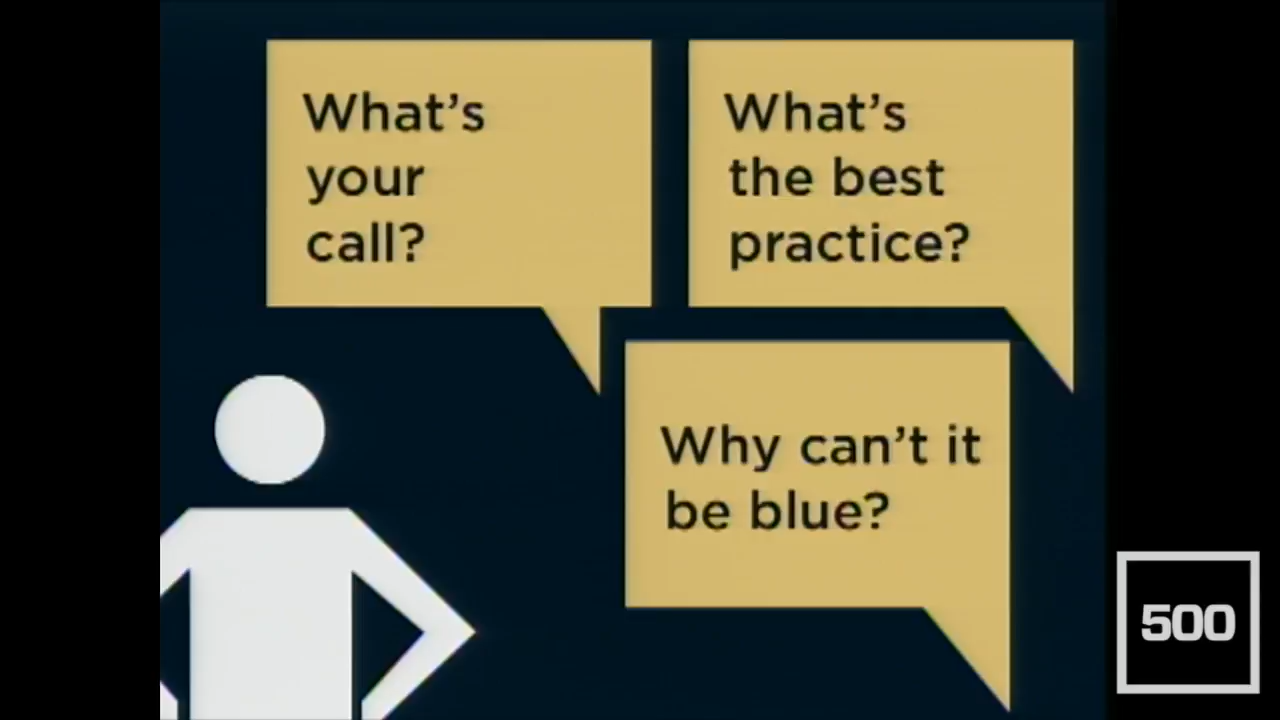 What's
your
call?
What's
the best
practice?
Why can't it
be blue?
500